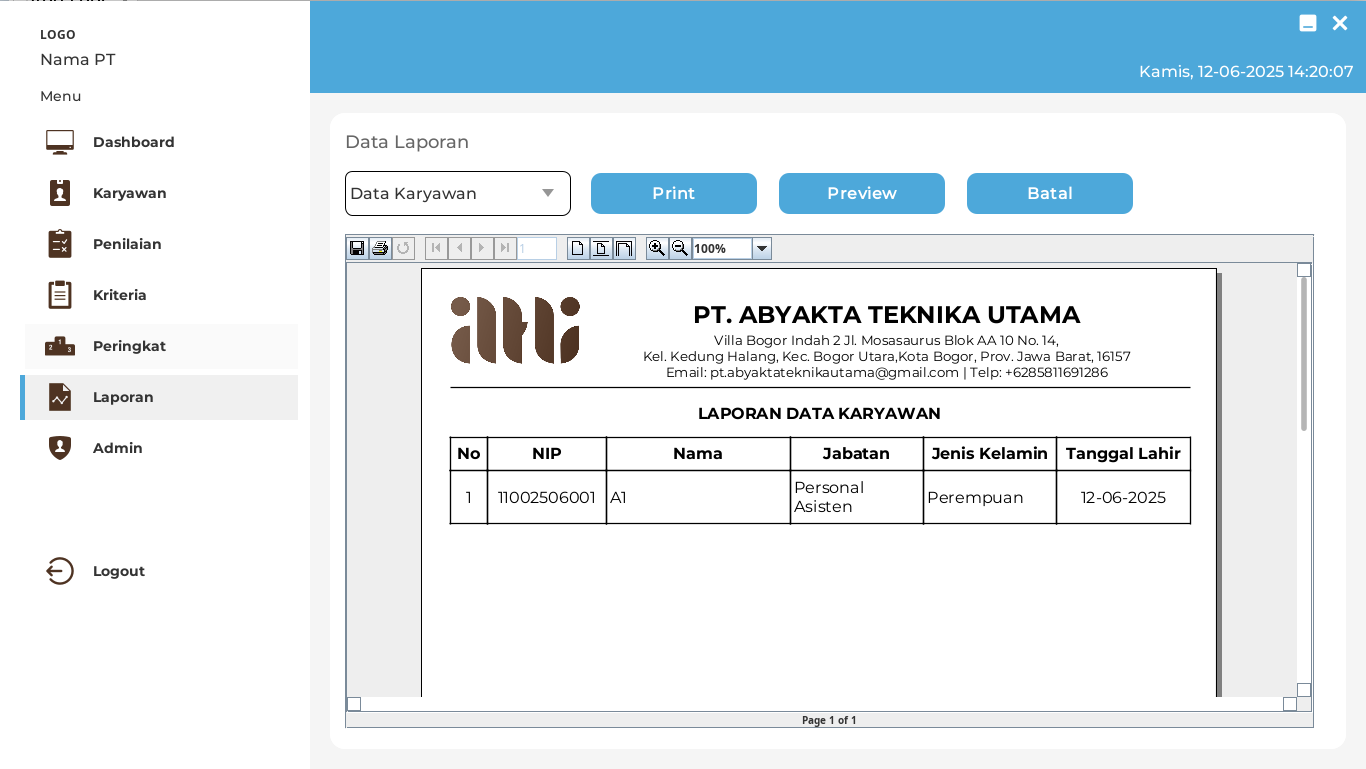 LOGO
Nama PT
Menu
Dashboard
Karyawan
Penilaian
Kriteria
Peringkat
Laporan
Admin
Logout
Kamis, 12-06-2025 14:20:07
Data Laporan
Data Karyawan
Print
Preview
Batal
1
100%
PT. ABYAKTA TEKNIKA UTAMA
Villa Bogor Indah 2 Jl. Mosasaurus Blok AA 10 No. 14,
Kel. Kedung Halang, Kec. Bogor Utara,Kota Bogor, Prov. Jawa Barat, 16157
Email: pt.abyaktateknikautama@gmail.com | Telp: +6285811691286
LAPORAN DATA KARYAWAN
No NIP Nama Jabatan Jenis Kelamin Tanggal Lahir
1 11002506001 A1 Personal Asisten Perempuan 12-06-2025
Page 1 of 1